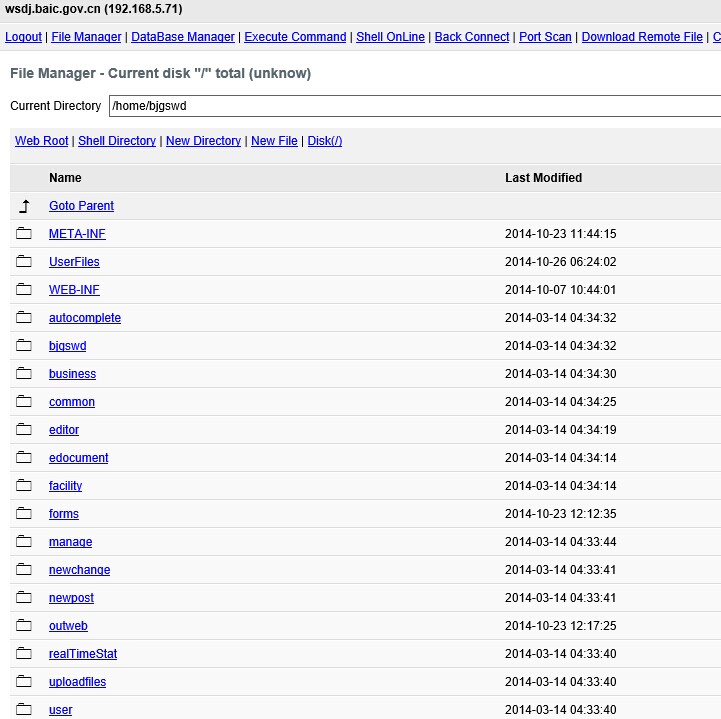 wsdj.baic.gov.cn (192.168.5.71)
Logout | File Manager | DataBase Manager | Execute Command | Shell OnLine | Back Connect | Port Scan | Download Remote File | C
File Manager - Current disk "/" total (unknow)
Current Directory /home/bjgswd
Web Root | Shell Directory | New Directory | New File | Disk(/)
Name Last Modified
Goto Parent
META-INF 2014-10-23 11:44:15
UserFiles 2014-10-26 06:24:02
WEB-INF 2014-10-07 10:44:01
autocomplete 2014-03-14 04:34:32
bjgswd 2014-03-14 04:34:32
business 2014-03-14 04:34:30
common 2014-03-14 04:34:25
editor 2014-03-14 04:34:19
edocument 2014-03-14 04:34:14
facility 2014-03-14 04:34:14
forms 2014-10-23 12:12:35
manage 2014-03-14 04:33:44
newchange 2014-03-14 04:33:41
newpost 2014-03-14 04:33:41
outweb 2014-10-23 12:17:25
realTimeStat 2014-03-14 04:33:40
uploadfiles 2014-03-14 04:33:40
user 2014-03-14 04:33:40